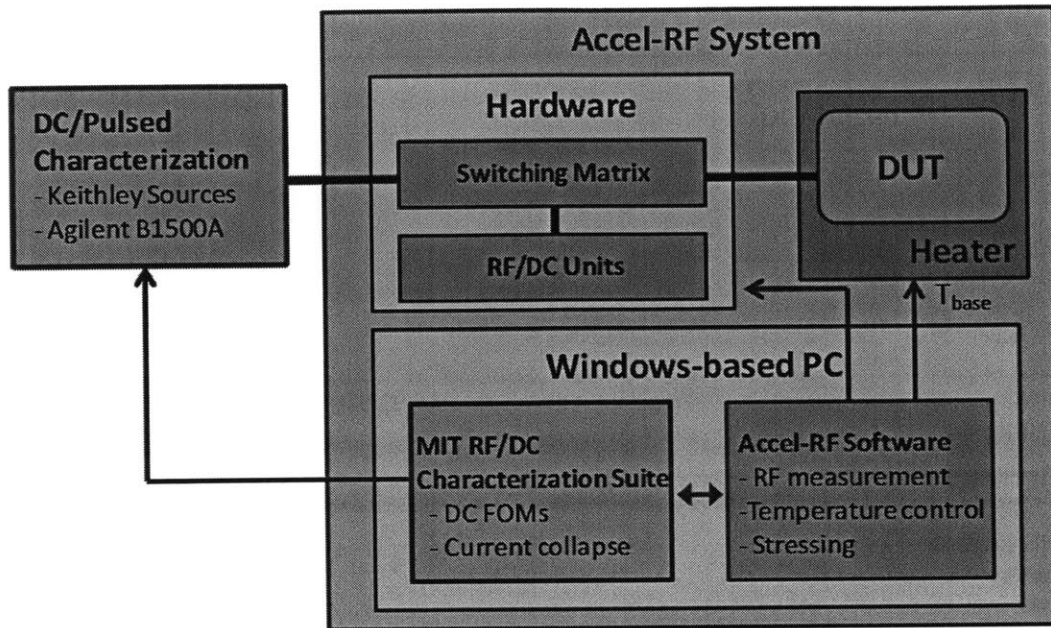 Accel-RF System
Hardware
DC/Pulsed
Characterization
- Keithley Sources
- Agilent B1500A
Switching Matrix
RF/DC Units
DUT
Heater
T_base
Windows-based PC
MIT RF/DC
Characterization Suite
- DC FOMs
- Current collapse
Accel-RF Software
- RF measurement
-Temperature control
- Stressing